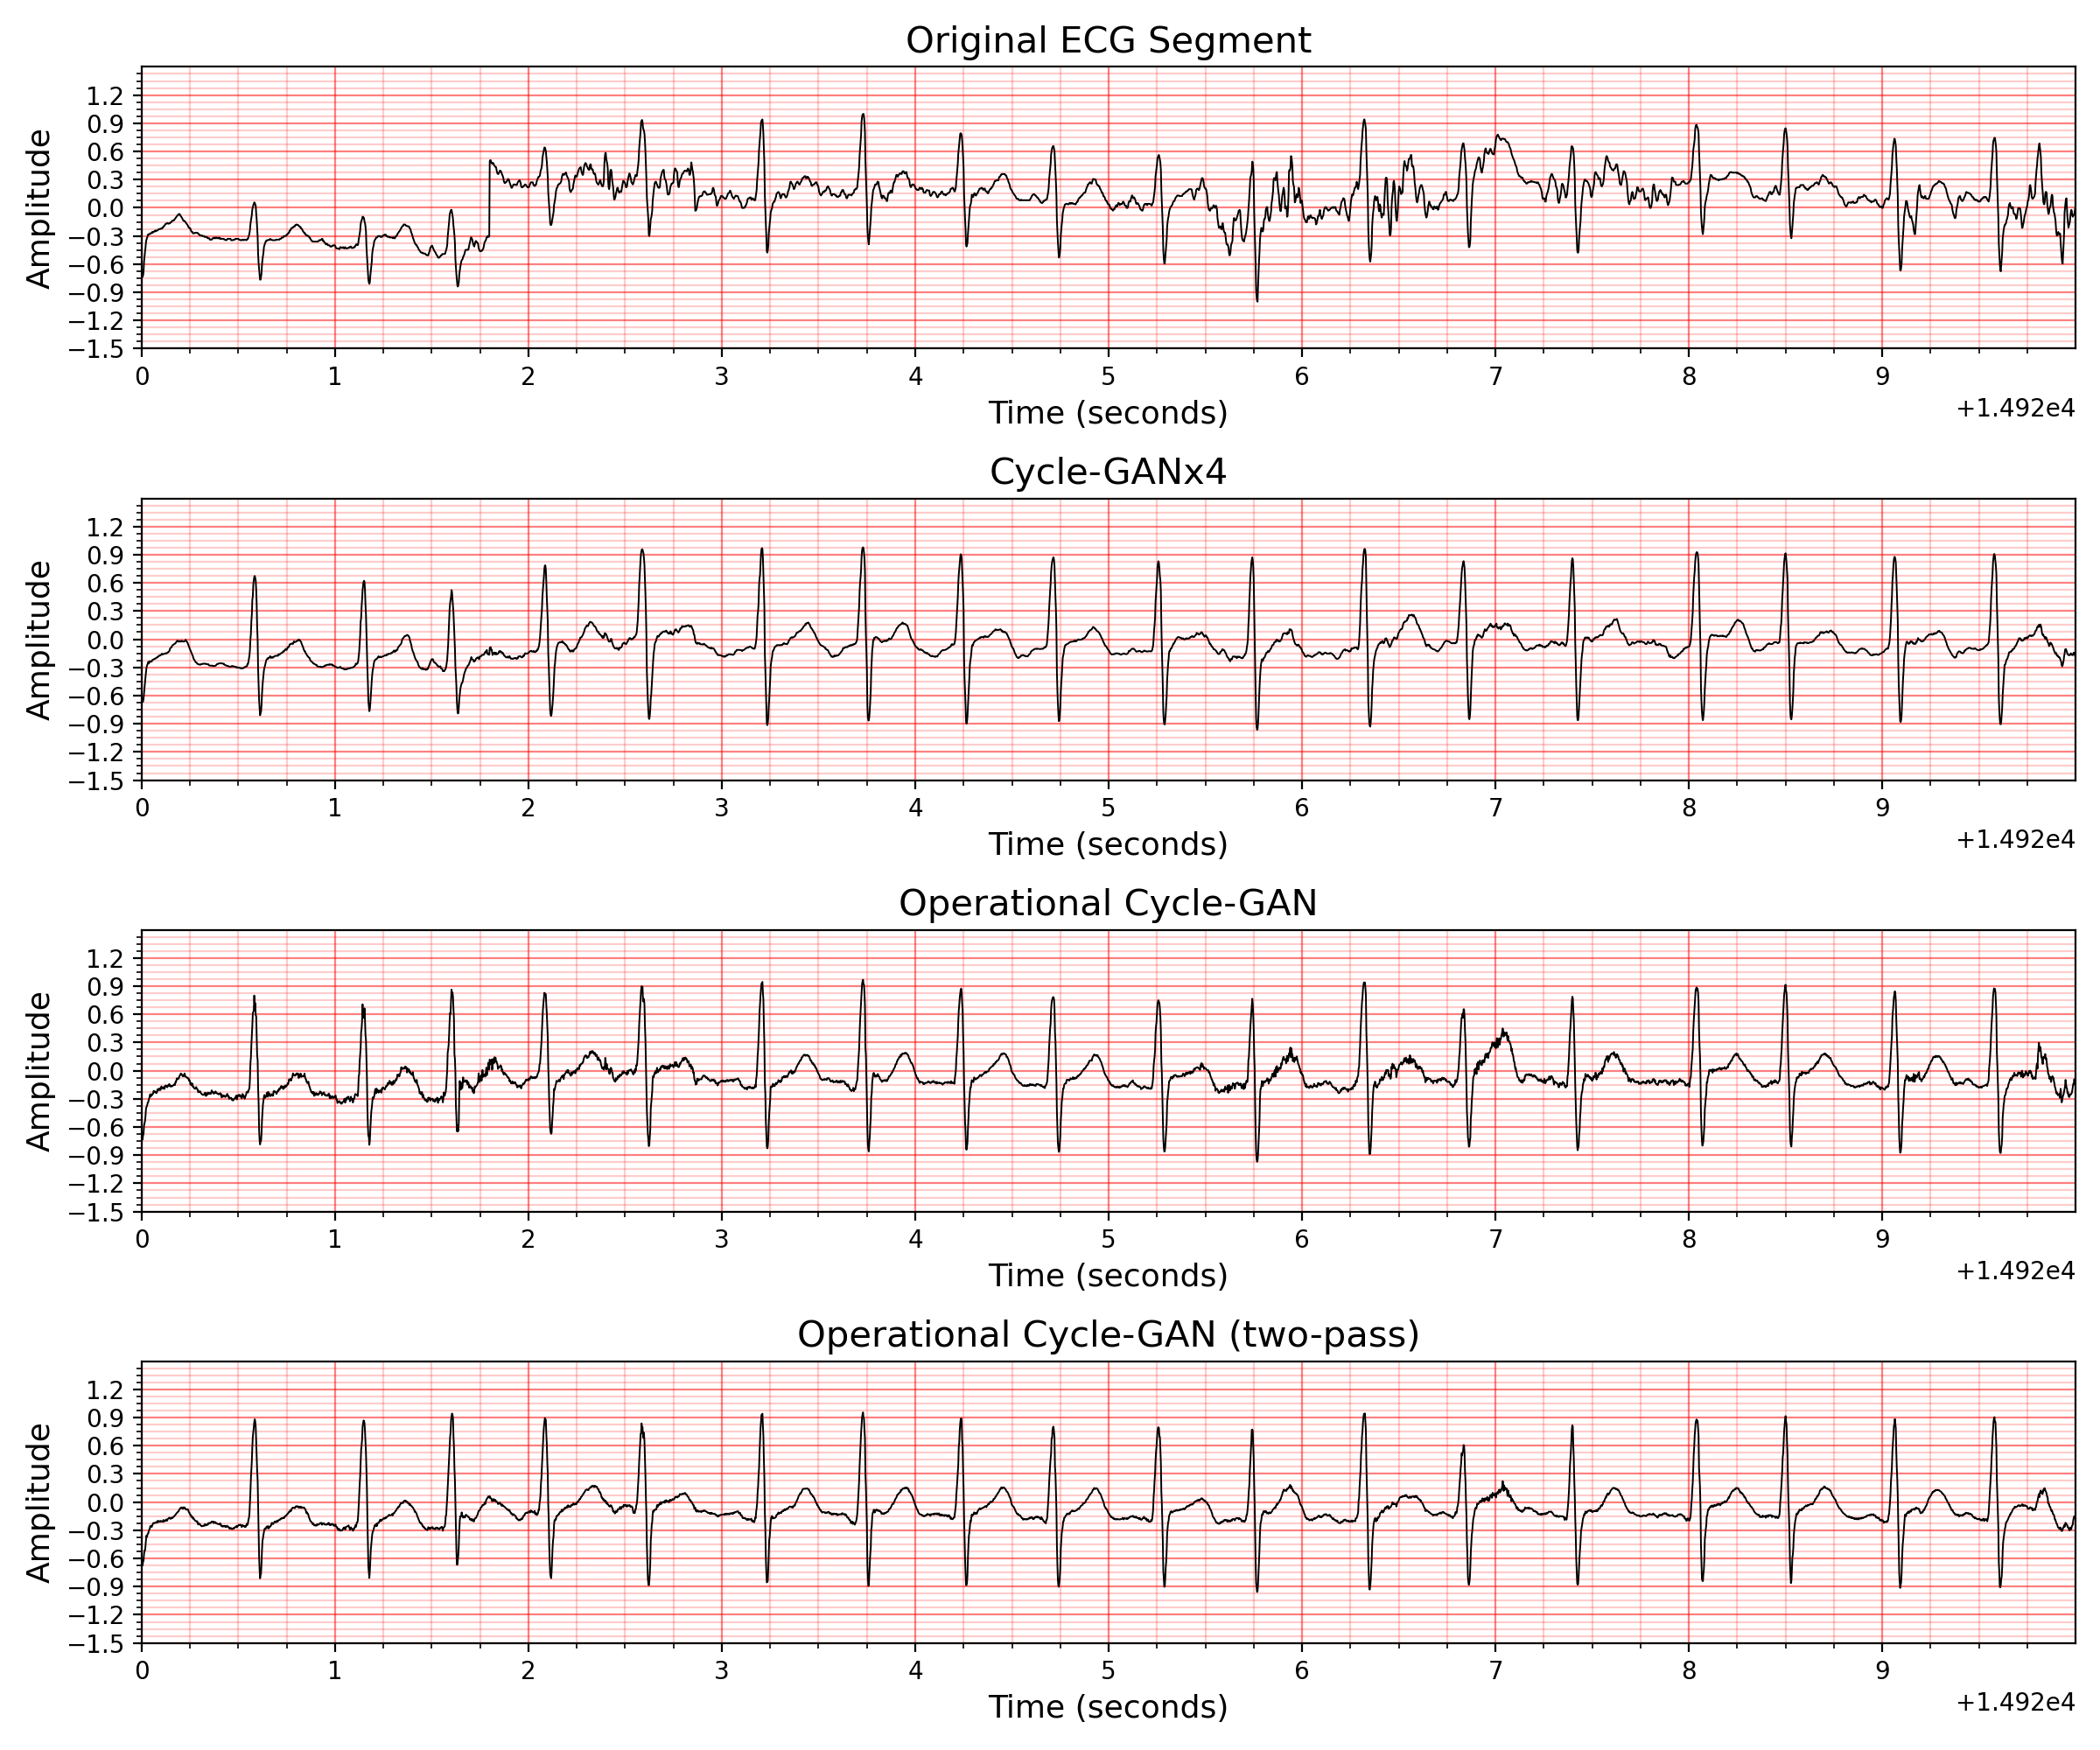 Original ECG Segment
Amplitude
1.2
0.9
0.6
0.3
0.0
−0.3
−0.6
−0.9
−1.2
−1.5
0 1 2 3 4 5 6 7 8 9
+1.492e4
Time (seconds)
Cycle-GANx4
Amplitude
1.2
0.9
0.6
0.3
0.0
−0.3
−0.6
−0.9
−1.2
−1.5
0 1 2 3 4 5 6 7 8 9
+1.492e4
Time (seconds)
Operational Cycle-GAN
Amplitude
1.2
0.9
0.6
0.3
0.0
−0.3
−0.6
−0.9
−1.2
−1.5
0 1 2 3 4 5 6 7 8 9
+1.492e4
Time (seconds)
Operational Cycle-GAN (two-pass)
Amplitude
1.2
0.9
0.6
0.3
0.0
−0.3
−0.6
−0.9
−1.2
−1.5
0 1 2 3 4 5 6 7 8 9
+1.492e4
Time (seconds)